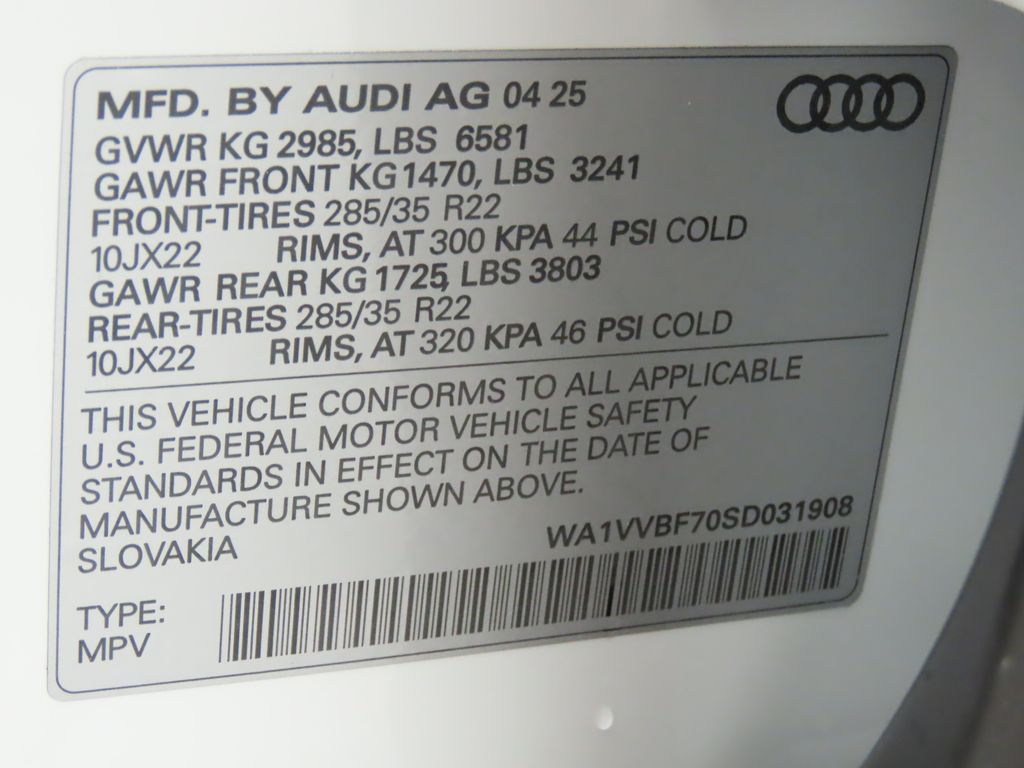 MFD. BY AUDI AG 04 25
GVWR KG 2985, LBS 6581
GAWR FRONT KG1470, LBS 3241
FRONT-TIRES 285/35 R22
10JX22 RIMS, AT 300 KPA 44 PSI COLD
GAWR REAR KG 1725, LBS 3803
REAR-TIRES 285/35 R22
10JX22 RIMS, AT 320 KPA 46 PSI COLD
THIS VEHICLE CONFORMS TO ALL APPLICABLE
U.S. FEDERAL MOTOR VEHICLE SAFETY
STANDARDS IN EFFECT ON THE DATE OF
MANUFACTURE SHOWN ABOVE.
SLOVAKIA WA1VVBF70SD031908
TYPE:
MPV